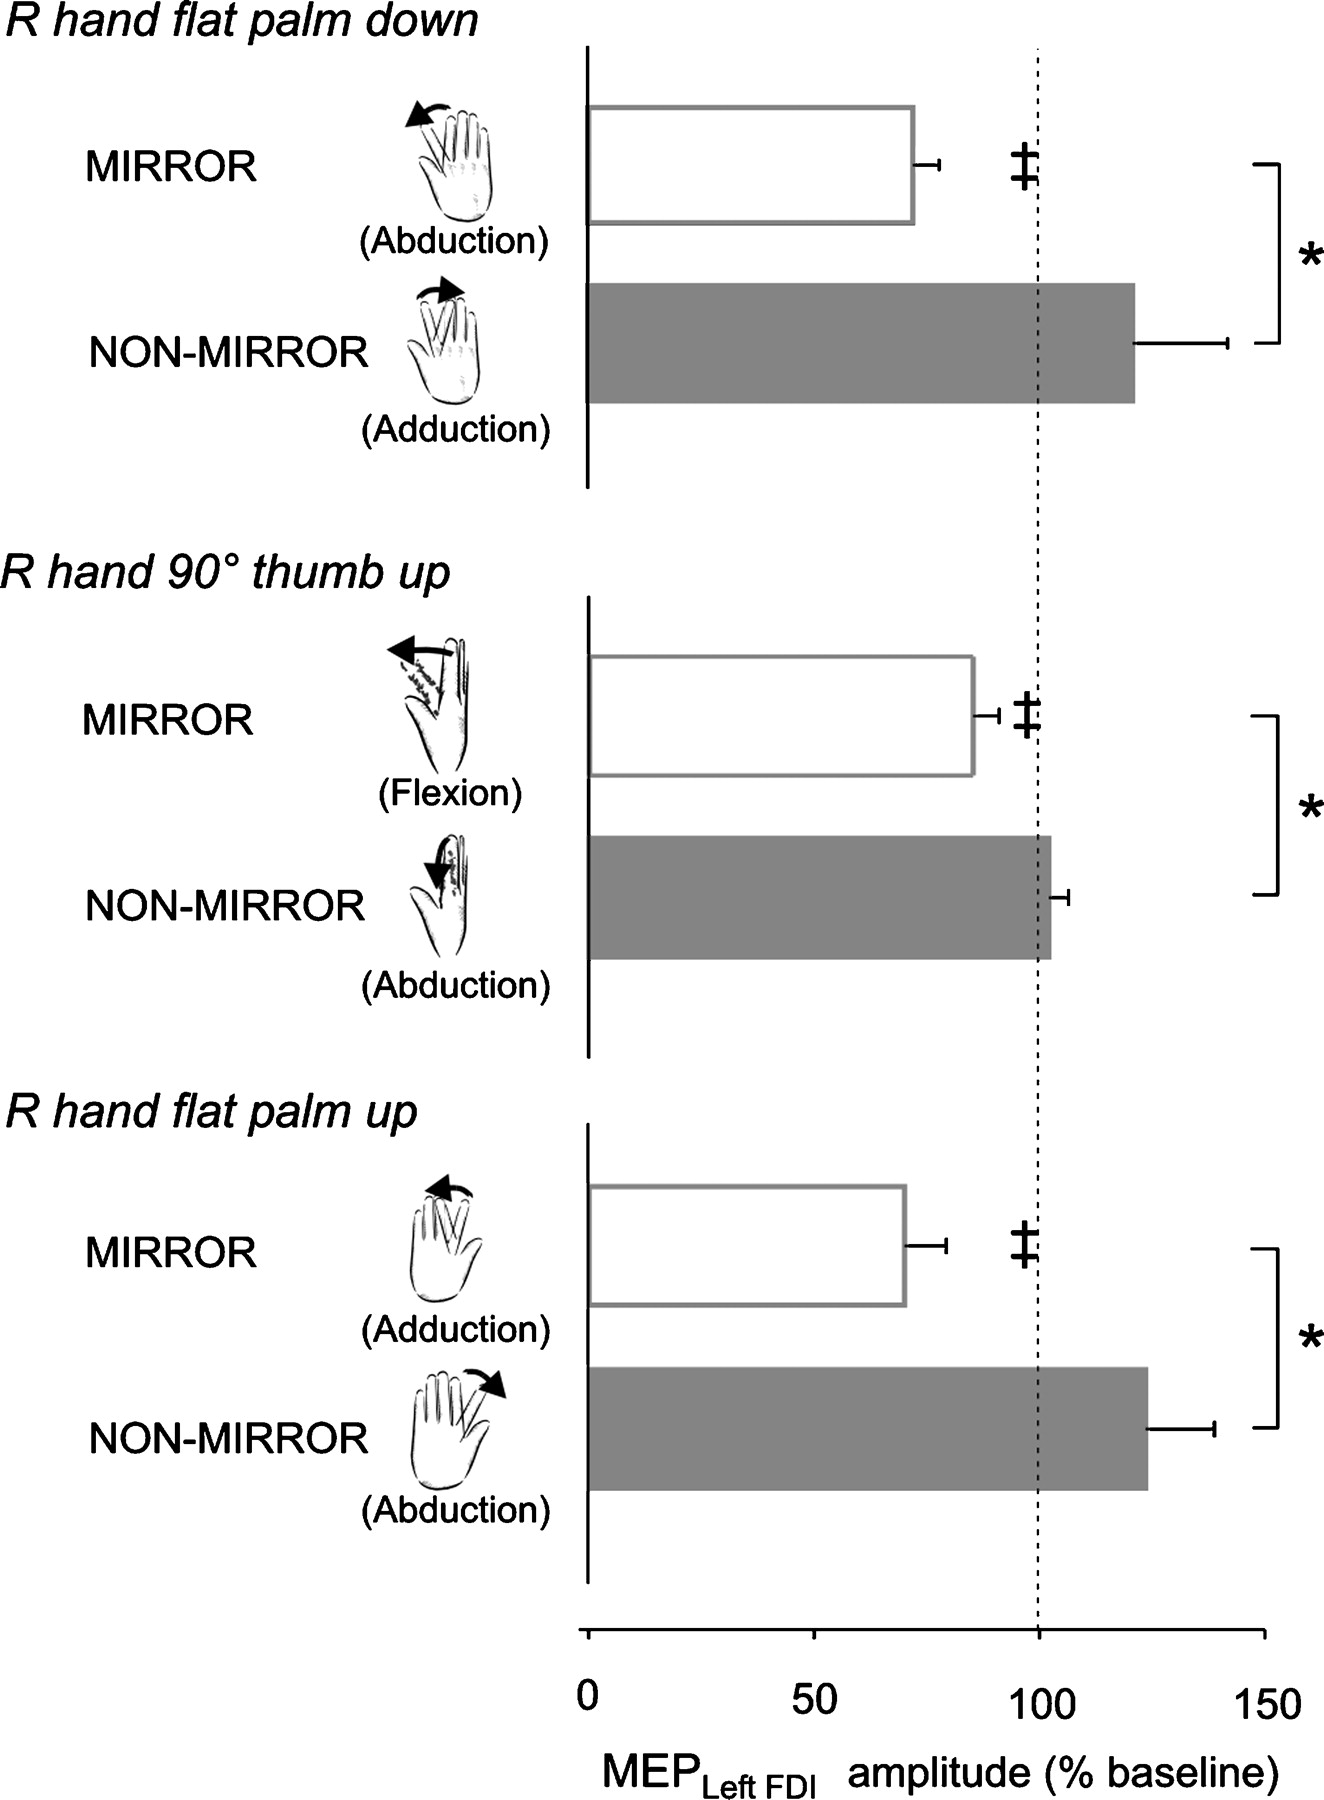 R hand flat palm down
MIRROR
‡
(Abduction)
*
NON-MIRROR
(Adduction)
R hand 90° thumb up
MIRROR
‡
(Flexion)
*
NON-MIRROR
(Abduction)
R hand flat palm up
MIRROR
‡
(Adduction)
*
NON-MIRROR
(Abduction)
0 50 100 150
MEPLeft FDI amplitude (% baseline)